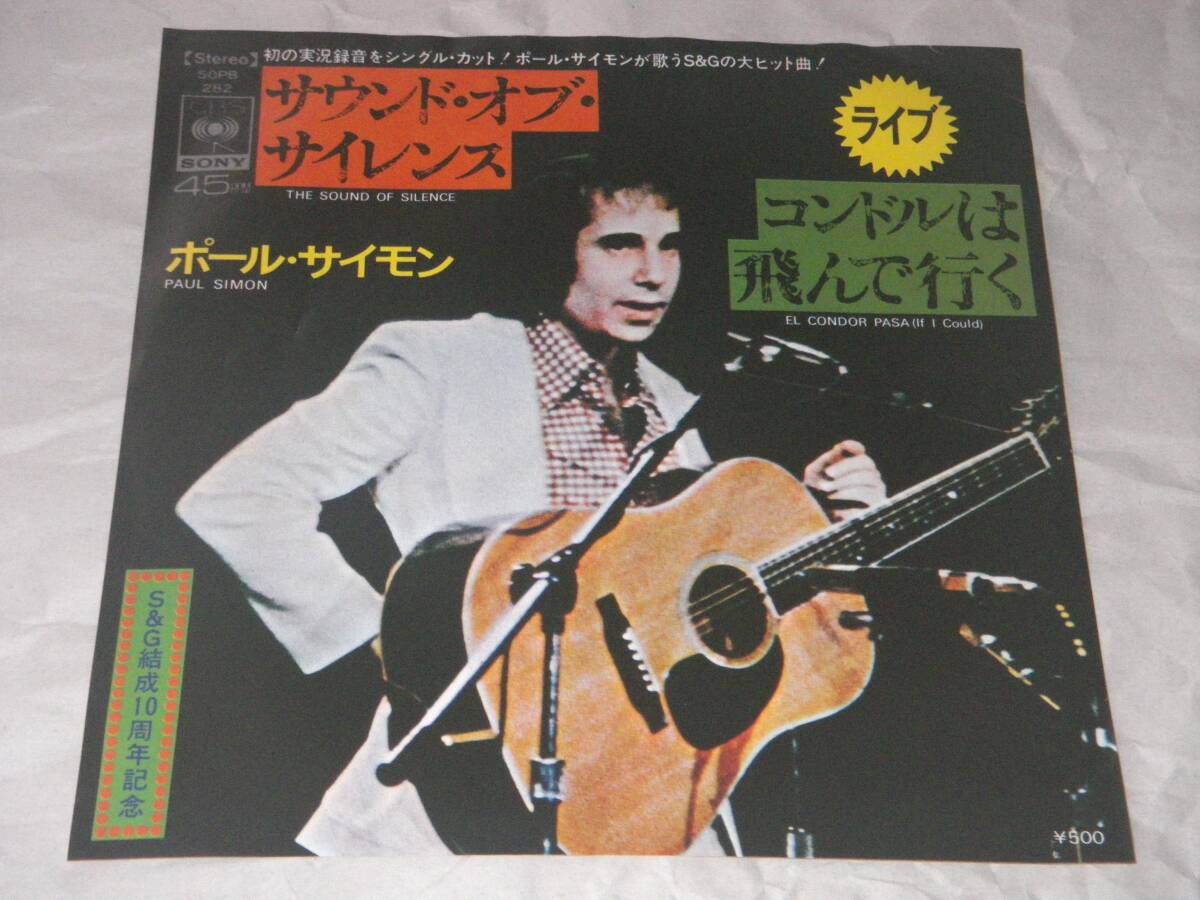 【Stereo】
SOPB
282
CBS
SONY
45RPM
初の実況録音をシングル・カット！ポール・サイモンが歌うS&Gの大ヒット曲！
サウンド・オブ・
サイレンス
THE SOUND OF SILENCE
ポール・サイモン
PAUL SIMON
ライブ
コンドルは
飛んで行く
EL CONDOR PASA (If I Could)
S&G結成10周年記念
¥500